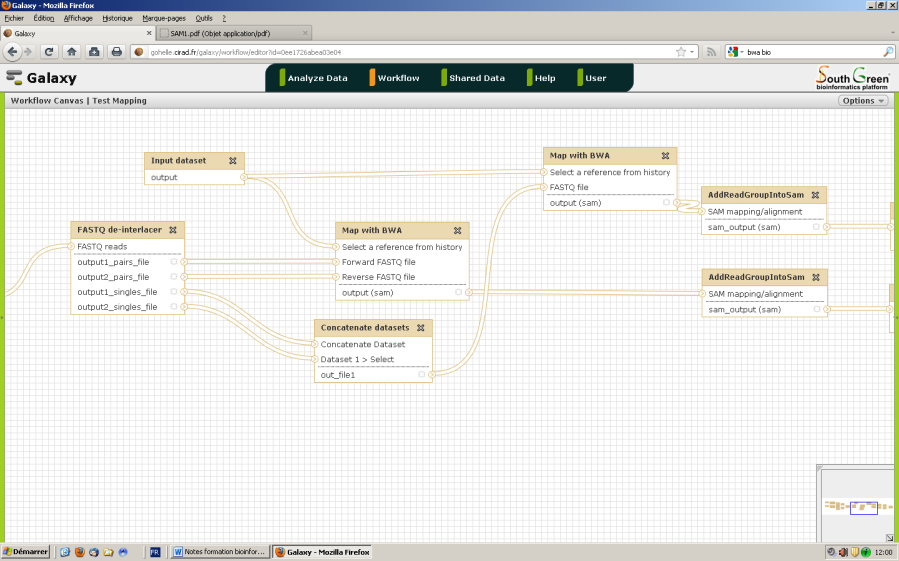 Galaxy - Mozilla Firefox
Fichier Édition Affichage Historique Marque-pages Outils ?
Galaxy
SAM1.pdf (Objet application/pdf)
gohelle.cirad.fr/galaxy/workflow/editor?id=0ee1726abea03e04
bwa bio
Galaxy
Analyze Data Workflow Shared Data Help User
South Green
bioinformatics platform
Workflow Canvas | Test Mapping
Options
Input dataset
output
Map with BWA
Select a reference from history
FASTQ file
output (sam)
AddReadGroupIntoSam
SAM mapping/alignment
sam_output (sam)
FASTQ de-interlacer
FASTQ reads
output1_pairs_file
output2_pairs_file
output1_singles_file
output2_singles_file
Map with BWA
Select a reference from history
Forward FASTQ file
Reverse FASTQ file
output (sam)
AddReadGroupIntoSam
SAM mapping/alignment
sam_output (sam)
Concatenate datasets
Concatenate Dataset
Dataset 1 > Select
out_file1
Démarrer
FR
Notes formation bioinfor...
Galaxy - Mozilla Firefox
12:00